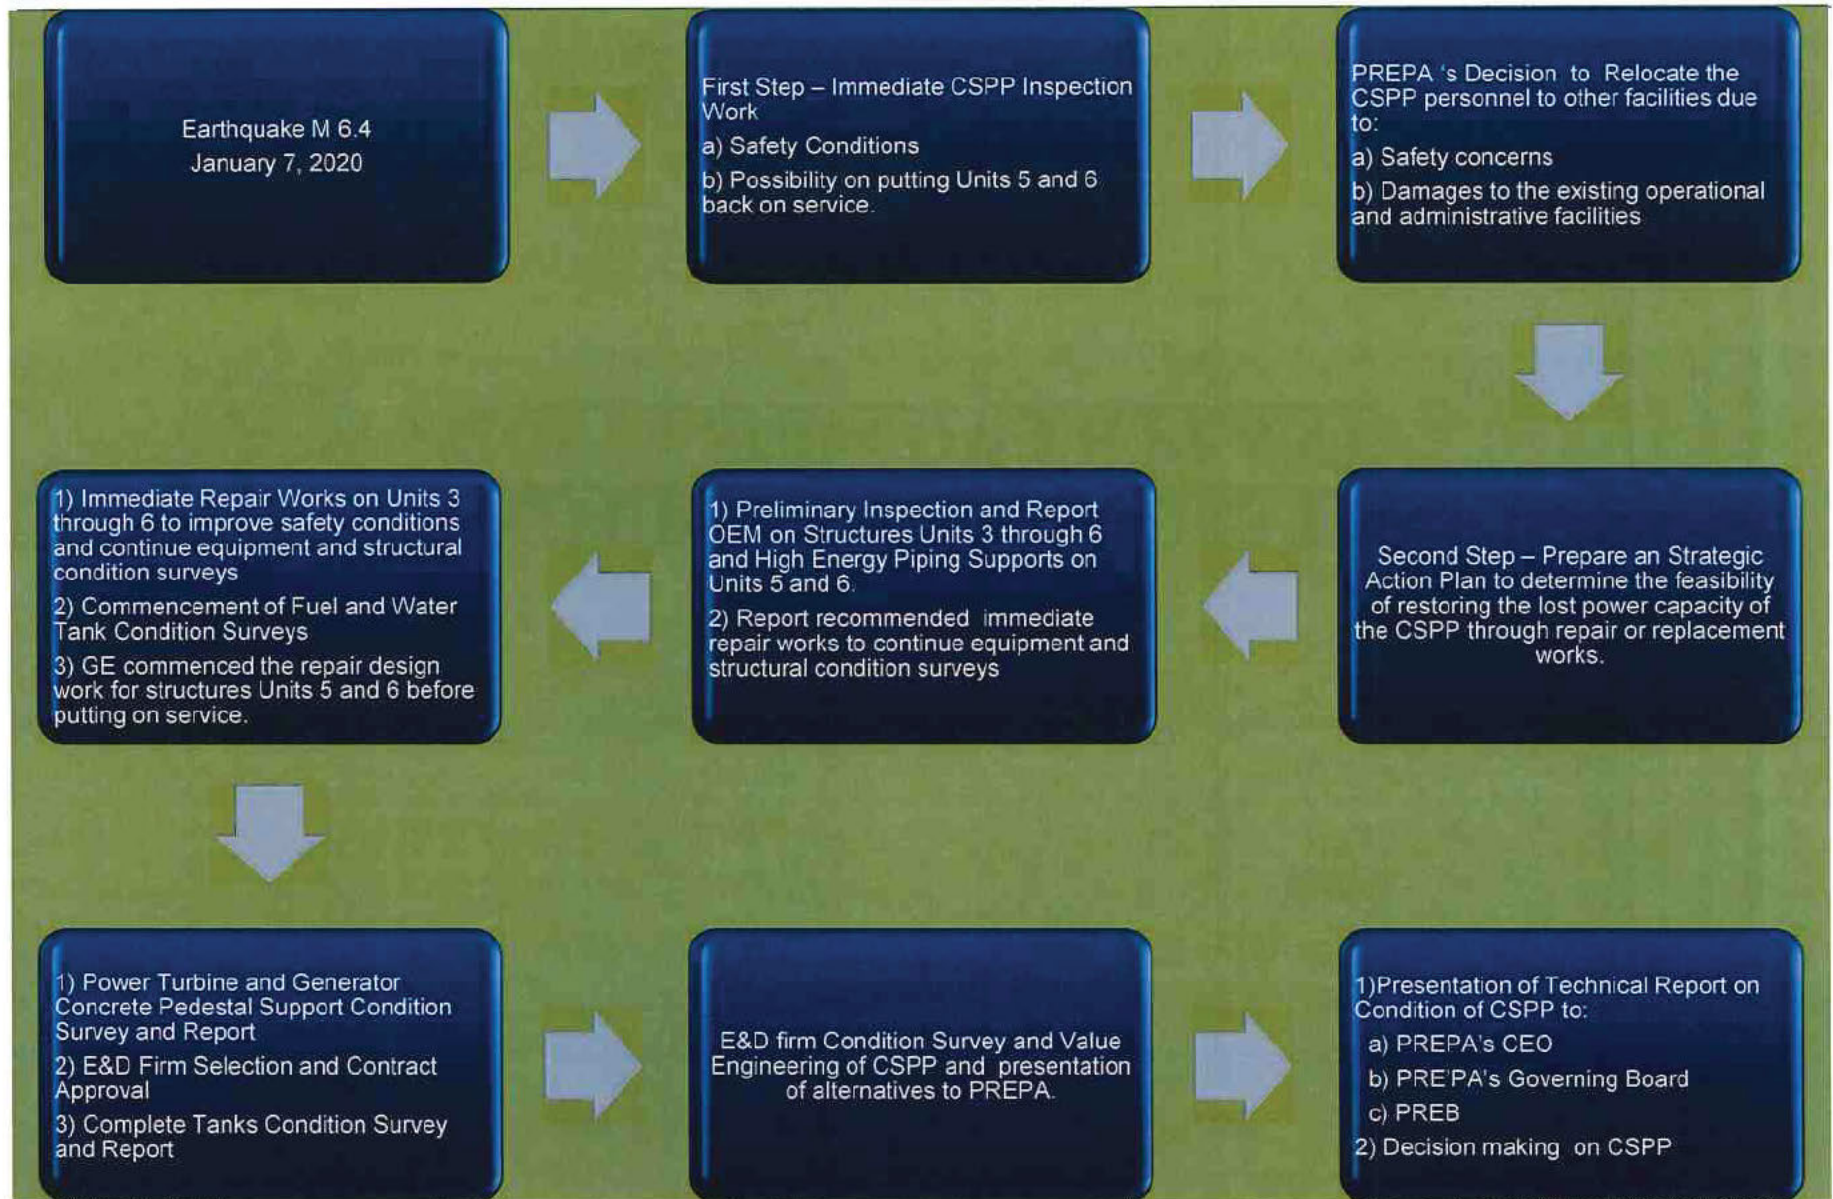 Earthquake M 6.4
January 7, 2020
First Step – Immediate CSPP Inspection
Work
a) Safety Conditions
b) Possibility on putting Units 5 and 6
back on service.
PREPA 's Decision to Relocate the
CSPP personnel to other facilities due
to:
a) Safety concerns
b) Damages to the existing operational
and administrative facilities
Second Step – Prepare an Strategic
Action Plan to determine the feasibility
of restoring the lost power capacity of
the CSPP through repair or replacement
works.
1) Preliminary Inspection and Report
OEM on Structures Units 3 through 6
and High Energy Piping Supports on
Units 5 and 6.
2) Report recommended immediate
repair works to continue equipment and
structural condition surveys
1) Immediate Repair Works on Units 3
through 6 to improve safety conditions
and continue equipment and structural
condition surveys
2) Commencement of Fuel and Water
Tank Condition Surveys
3) GE commenced the repair design
work for structures Units 5 and 6 before
putting on service.
1) Power Turbine and Generator
Concrete Pedestal Support Condition
Survey and Report
2) E&D Firm Selection and Contract
Approval
3) Complete Tanks Condition Survey
and Report
E&D firm Condition Survey and Value
Engineering of CSPP and presentation
of alternatives to PREPA.
1)Presentation of Technical Report on
Condition of CSPP to:
a) PREPA's CEO
b) PREPA's Governing Board
c) PREB
2) Decision making on CSPP